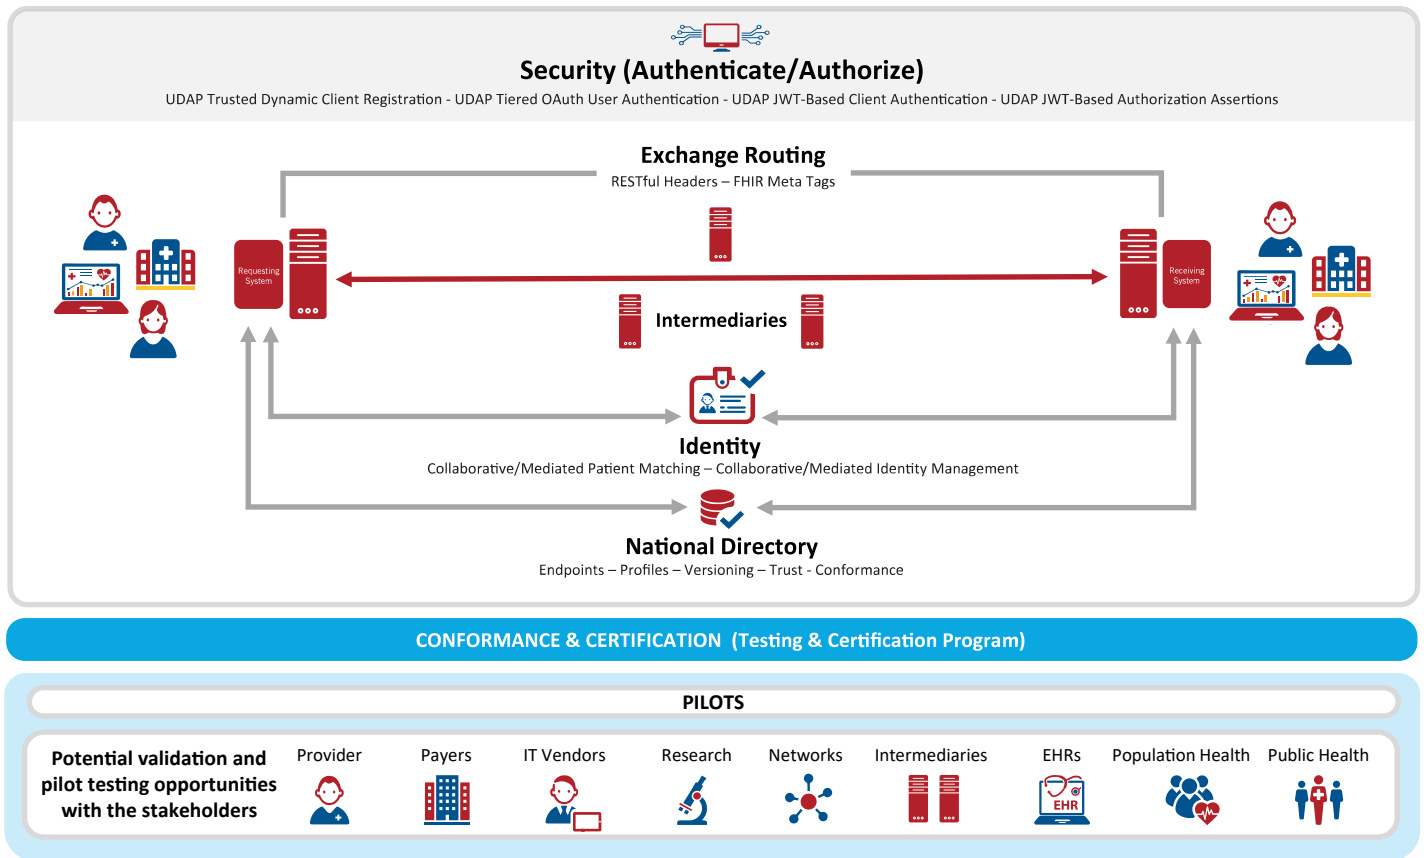 Security (Authenticate/Authorize)
UDAP Trusted Dynamic Client Registration - UDAP Tiered OAuth User Authentication - UDAP JWT-Based Client Authentication - UDAP JWT-Based Authorization Assertions
Exchange Routing
RESTful Headers – FHIR Meta Tags
Requesting
System
Receiving
System
Intermediaries
Identity
Collaborative/Mediated Patient Matching – Collaborative/Mediated Identity Management
National Directory
Endpoints – Profiles – Versioning – Trust - Conformance
CONFORMANCE & CERTIFICATION (Testing & Certification Program)
PILOTS
Potential validation and
pilot testing opportunities
with the stakeholders
Provider
Payers
IT Vendors
Research
Networks
Intermediaries
EHRs
EHR
Population Health
Public Health